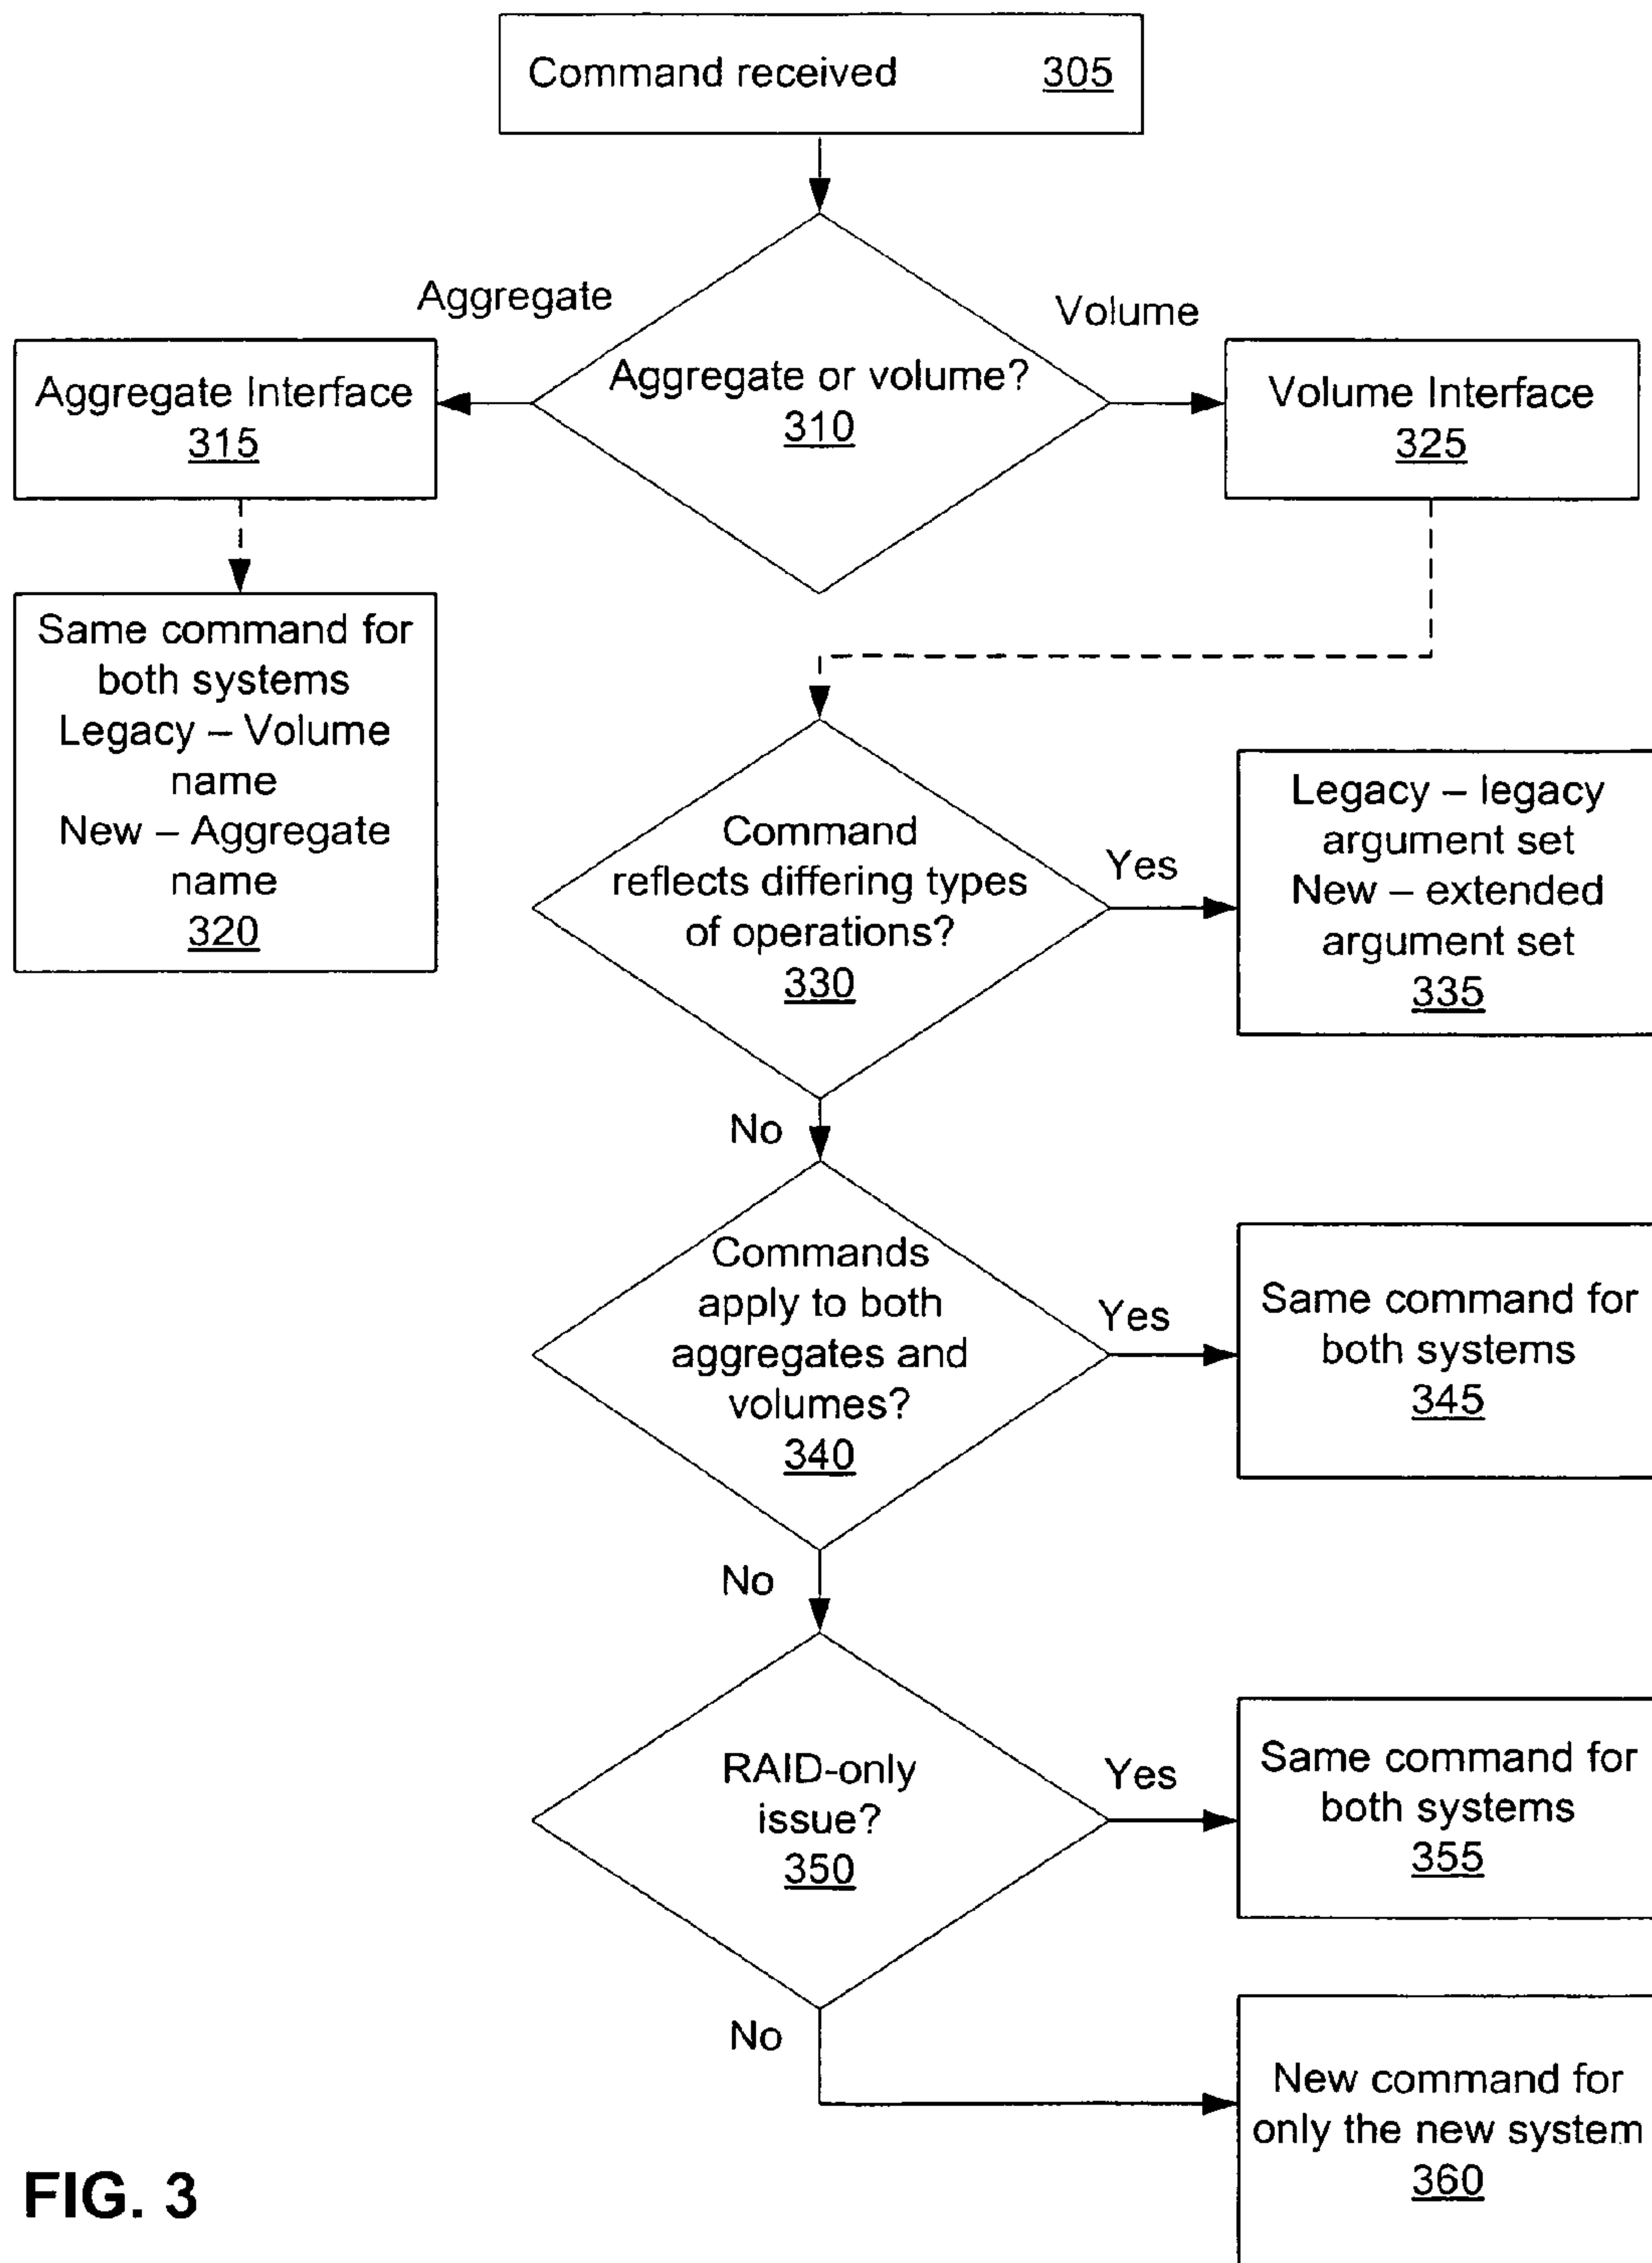 Command received 305
Aggregate
Volume
Aggregate or volume?
310
Aggregate Interface
315
Volume Interface
325
Same command for
both systems
Legacy – Volume
name
New – Aggregate
name
320
Command
reflects differing types
of operations?
330
Yes
Legacy – legacy
argument set
New – extended
argument set
335
No
Commands
apply to both
aggregates and
volumes?
340
Yes
Same command for
both systems
345
No
RAID-only
issue?
350
Yes
Same command for
both systems
355
No
New command for
only the new system
360
FIG. 3